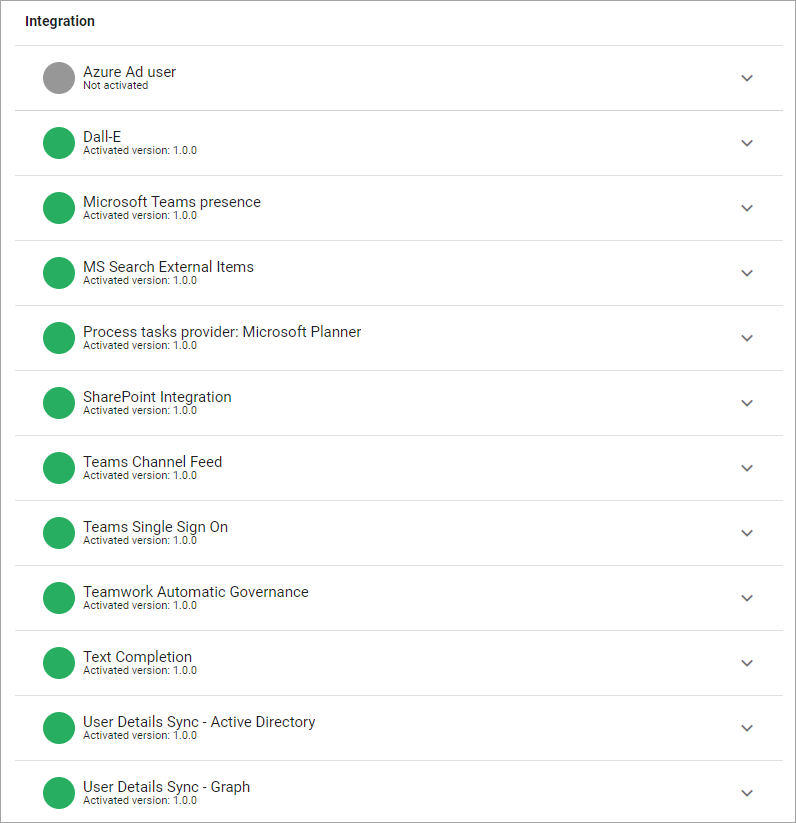 Integration
Azure Ad user
Not activated
Dall-E
Activated version: 1.0.0
Microsoft Teams presence
Activated version: 1.0.0
MS Search External Items
Activated version: 1.0.0
Process tasks provider: Microsoft Planner
Activated version: 1.0.0
SharePoint Integration
Activated version: 1.0.0
Teams Channel Feed
Activated version: 1.0.0
Teams Single Sign On
Activated version: 1.0.0
Teamwork Automatic Governance
Activated version: 1.0.0
Text Completion
Activated version: 1.0.0
User Details Sync - Active Directory
Activated version: 1.0.0
User Details Sync - Graph
Activated version: 1.0.0